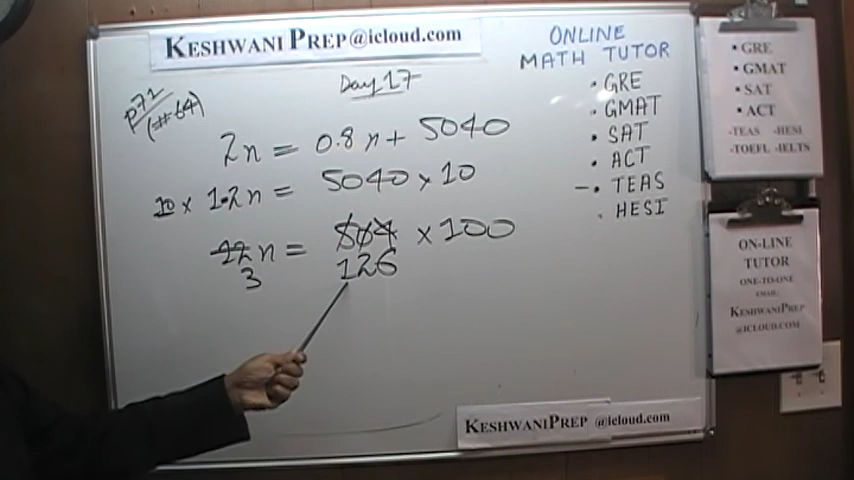 KESHWANI PREP@icloud.com
Day 17
p71
(#64)
2n = 0.8n + 5040
10 × 1.2n = 5040 × 10
12n = 504 × 100
3 126
ONLINE
MATH TUTOR
• GRE
• GMAT
• SAT
• ACT
-• TEAS
• HESI
• GRE
• GMAT
• SAT
• ACT
-TEAS -HESI
-TOEFL -IELTS
ON-LINE
TUTOR
ONE-TO-ONE
EMAIL:
KESHWANIPREP
@ICLOUD.COM
KESHWANIPREP @icloud.com